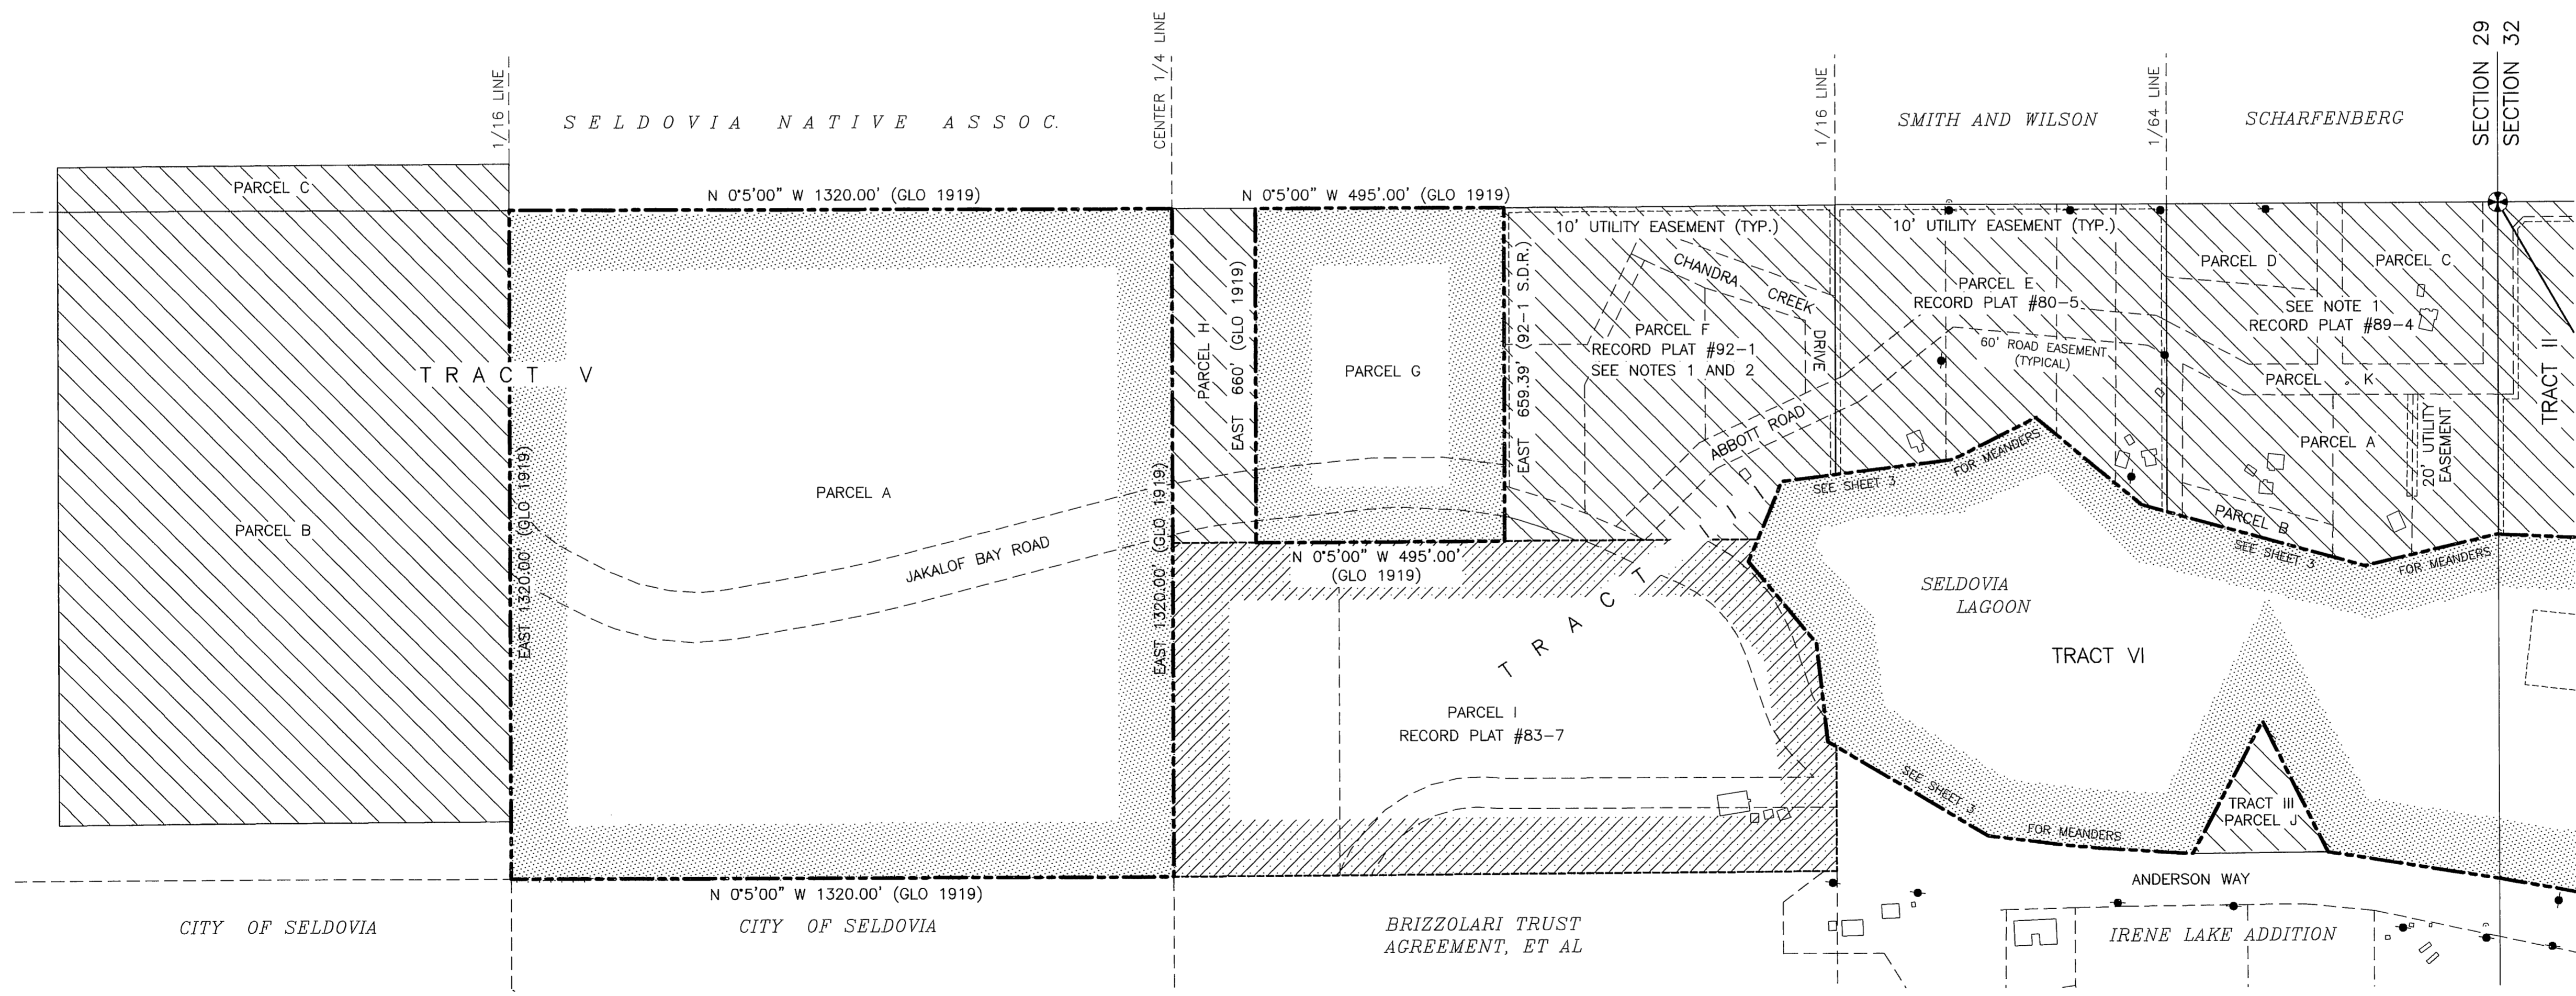 1/16 LINE
CENTER 1/4 LINE
1/16 LINE
1/64 LINE
SECTION 29
SECTION 32
SELDOVIA NATIVE ASSOC.
SMITH AND WILSON
SCHARFENBERG
PARCEL C
N 0°5'00" W 1320.00' (GLO 1919)
N 0°5'00" W 495'.00' (GLO 1919)
10' UTILITY EASEMENT (TYP.)
10' UTILITY EASEMENT (TYP.)
CHANDRA CREEK DRIVE
PARCEL D
PARCEL C
PARCEL E
RECORD PLAT #80-5
SEE NOTE 1
RECORD PLAT #89-4
PARCEL H
EAST 660' (GLO 1919)
EAST 659.39' (92-1 S.D.R.)
PARCEL F
RECORD PLAT #92-1
SEE NOTES 1 AND 2
60' ROAD EASEMENT
(TYPICAL)
TRACT V
PARCEL G
PARCEL K
TRACT II
ABBOTT ROAD
PARCEL A
20' UTILITY
EASEMENT
PARCEL A
PARCEL B
EAST 1320.00' (GLO 1919)
EAST 1320.00' (GLO 1919)
SEE SHEET 3
FOR MEANDERS
PARCEL B
SEE SHEET 3
FOR MEANDERS
JAKALOF BAY ROAD
N 0°5'00" W 495'.00'
(GLO 1919)
TRACT I
SELDOVIA
LAGOON
TRACT VI
PARCEL I
RECORD PLAT #83-7
SEE SHEET 3
FOR MEANDERS
TRACT III
PARCEL J
ANDERSON WAY
N 0°5'00" W 1320.00' (GLO 1919)
CITY OF SELDOVIA
CITY OF SELDOVIA
BRIZZOLARI TRUST
AGREEMENT, ET AL
IRENE LAKE ADDITION